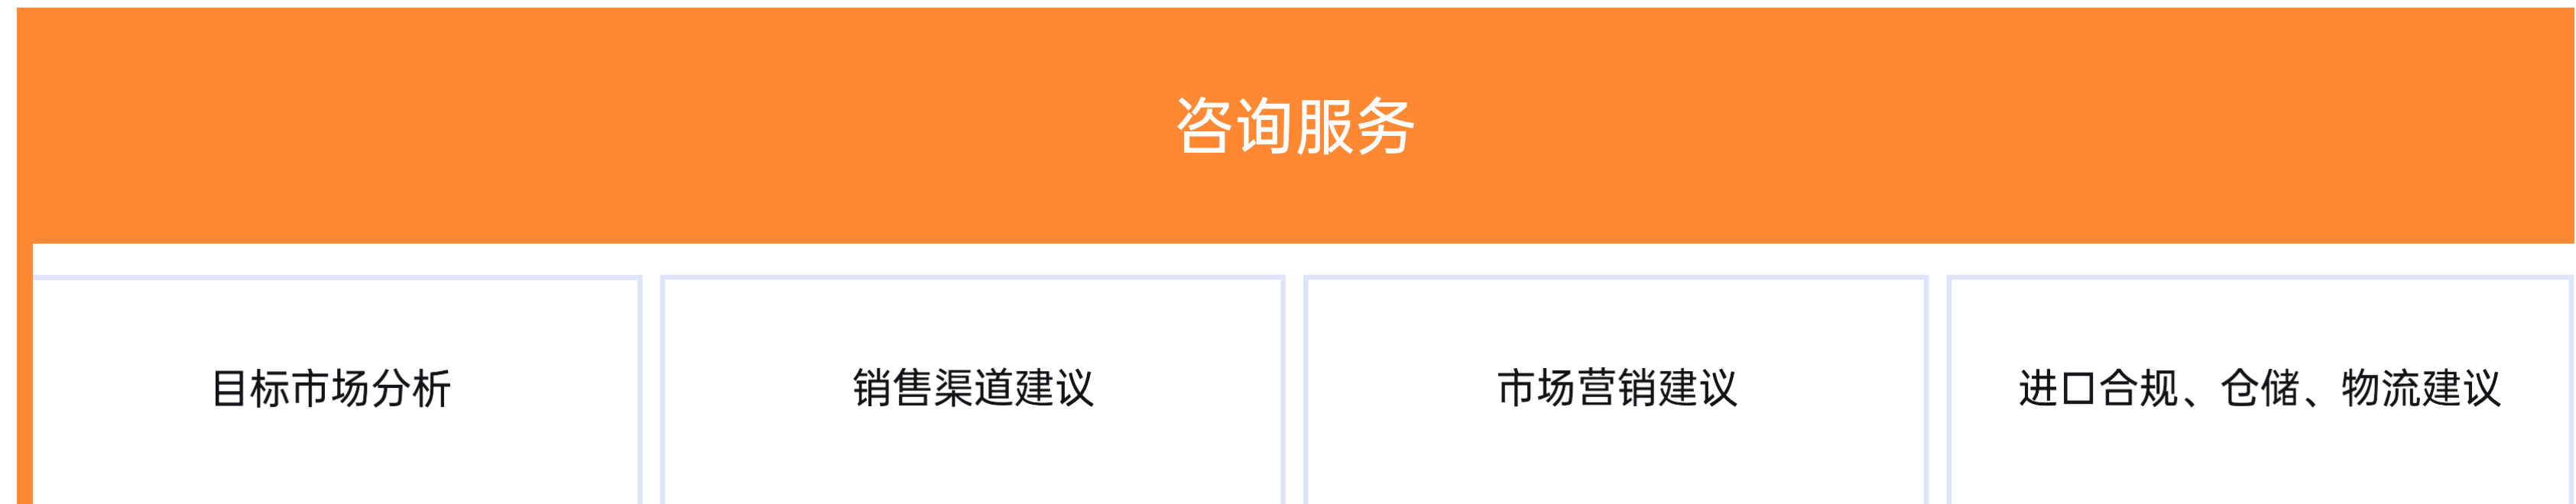 咨询服务
目标市场分析
销售渠道建议
市场营销建议
进口合规、仓储、物流建议